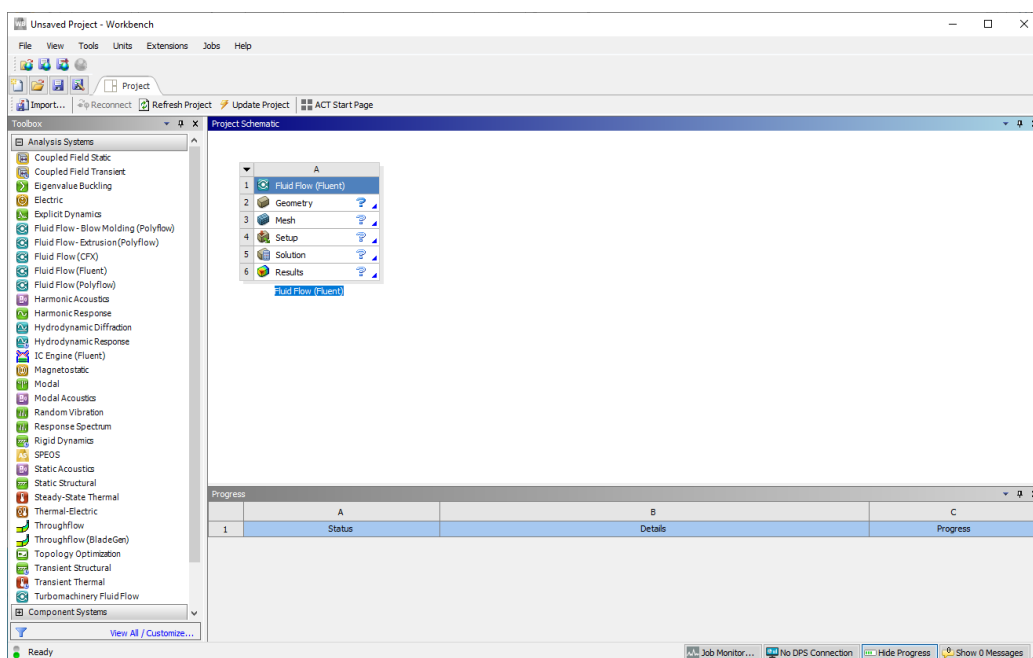 Unsaved Project - Workbench
File View Tools Units Extensions Jobs Help
Project
Import... Reconnect Refresh Project Update Project ACT Start Page
Toolbox
Analysis Systems
Coupled Field Static
Coupled Field Transient
Eigenvalue Buckling
Electric
Explicit Dynamics
Fluid Flow - Blow Molding (Polyflow)
Fluid Flow - Extrusion (Polyflow)
Fluid Flow (CFX)
Fluid Flow (Fluent)
Fluid Flow (Polyflow)
Harmonic Acoustics
Harmonic Response
Hydrodynamic Diffraction
Hydrodynamic Response
IC Engine (Fluent)
Magnetostatic
Modal
Modal Acoustics
Random Vibration
Response Spectrum
Rigid Dynamics
SPEOS
Static Acoustics
Static Structural
Steady-State Thermal
Thermal-Electric
Throughflow
Throughflow (BladeGen)
Topology Optimization
Transient Structural
Transient Thermal
Turbomachinery Fluid Flow
Component Systems
View All / Customize...
Project Schematic
A
1 Fluid Flow (Fluent)
2 Geometry ?
3 Mesh ?
4 Setup ?
5 Solution ?
6 Results ?
Fluid Flow (Fluent)
Progress
A B C
1 Status Details Progress
Ready Job Monitor... No DPS Connection Hide Progress Show 0 Messages